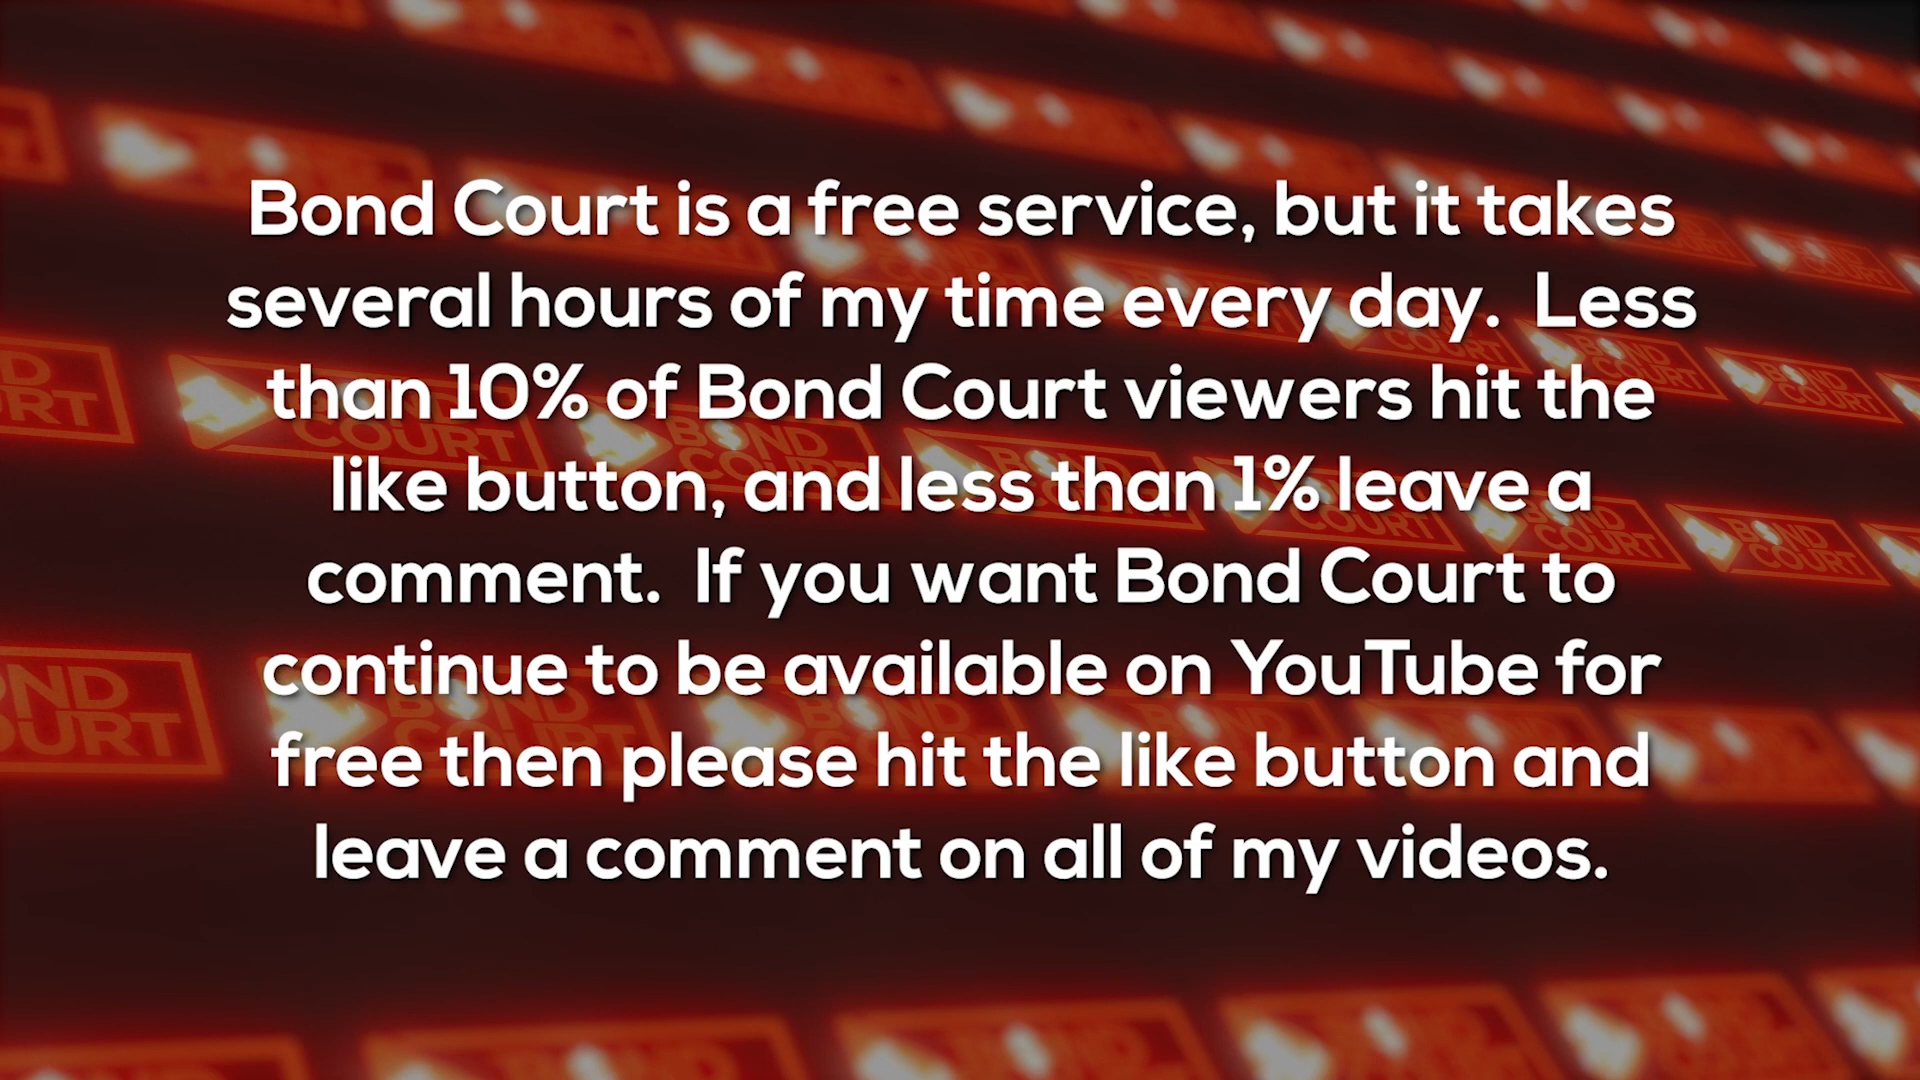 Bond Court is a free service, but it takes
several hours of my time every day.  Less
than 10% of Bond Court viewers hit the
like button, and less than 1% leave a
comment.  If you want Bond Court to
continue to be available on YouTube for
free then please hit the like button and
leave a comment on all of my videos.